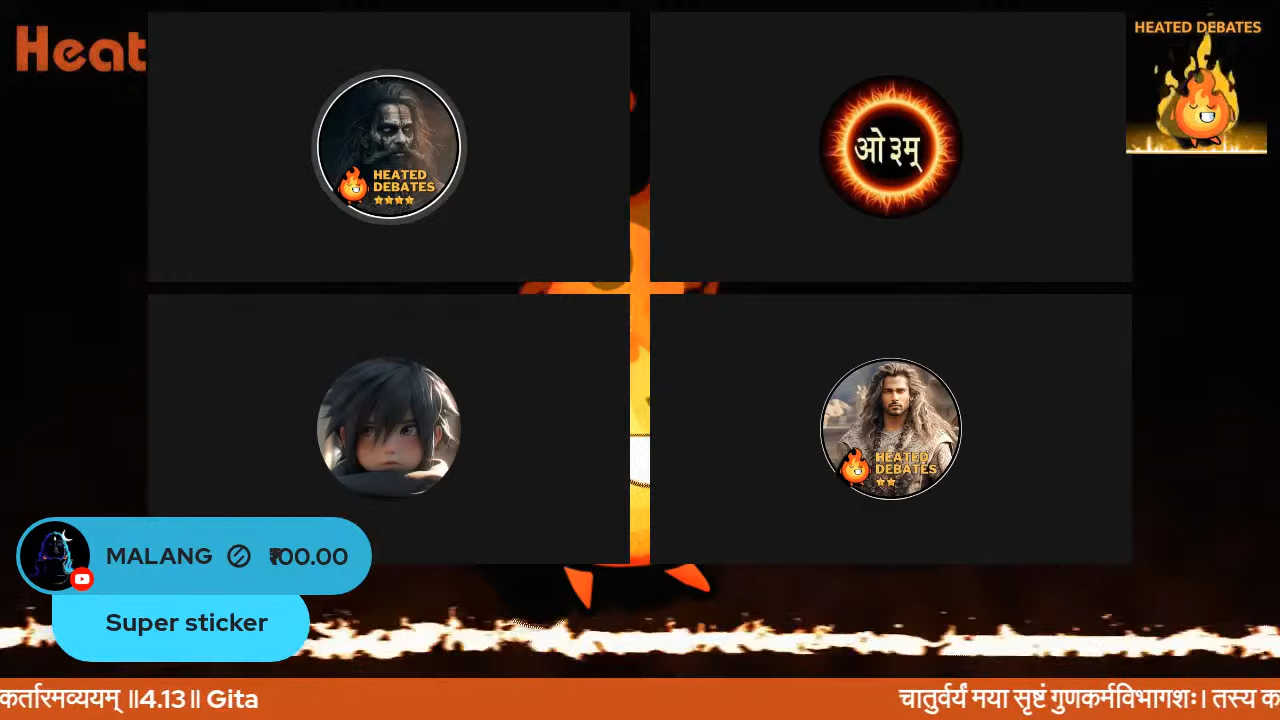 Heat
HEATED DEBATES
HEATED
DEBATES
ओ३म्
HEATED
DEBATES
MALANG ₹100.00
Super sticker
कर्तारमव्ययम् ॥4.13॥ Gita
चातुर्वर्यं मया सृष्टं गुणकर्मविभागशः। तस्य क